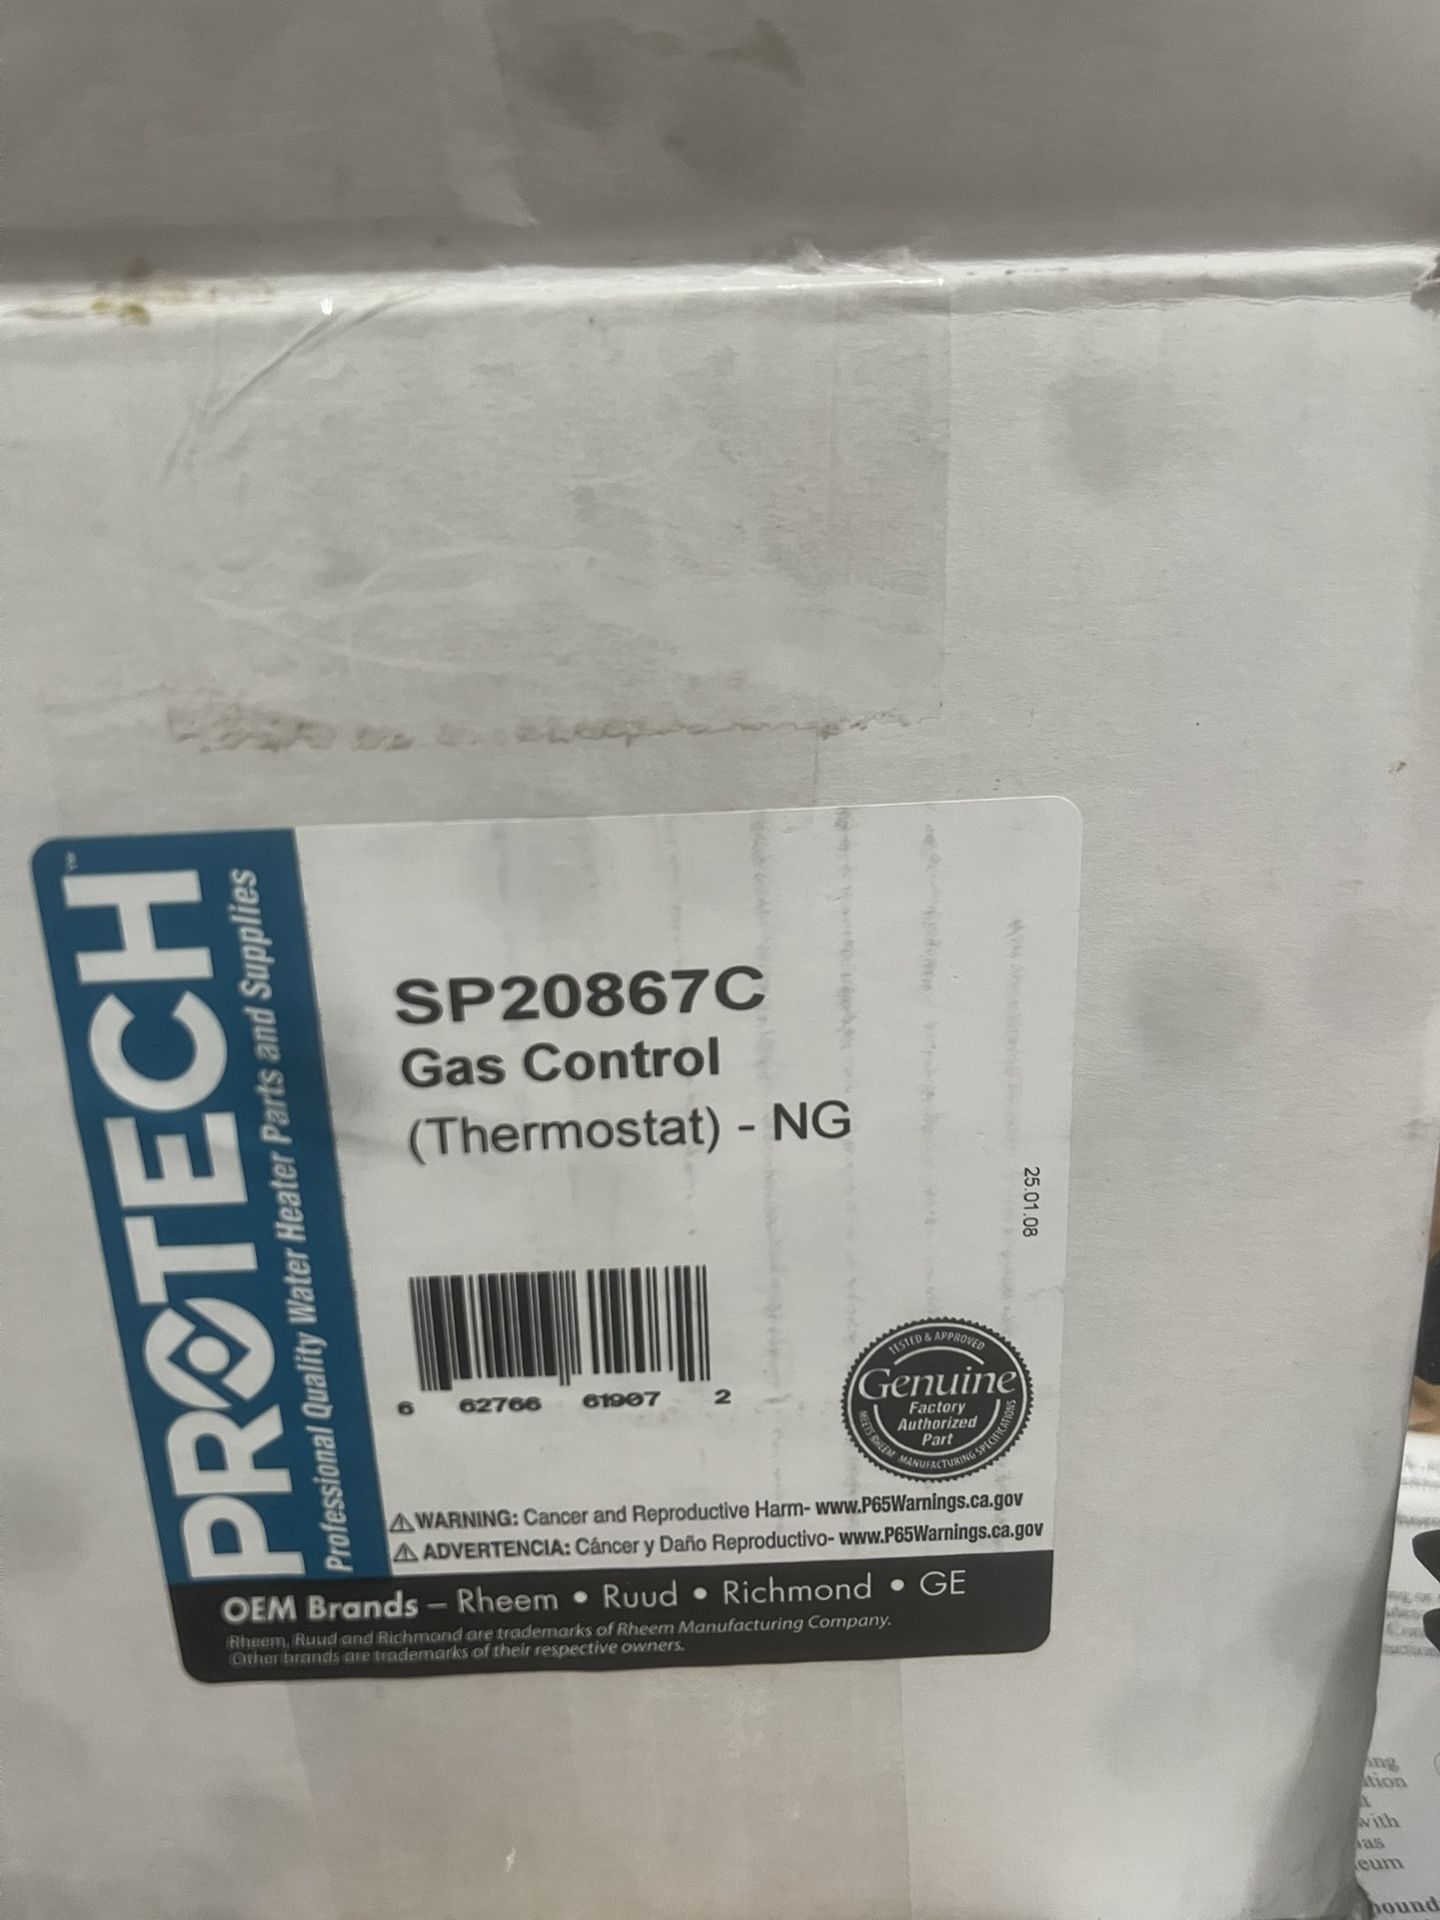 PROTECH
Professional Quality Water Heater Parts and Supplies
SP20867C
Gas Control
(Thermostat) - NG
25.01.08
6 62766 61907 2
TESTED & APPROVED
Genuine
Factory
Authorized
Part
MEETS RHEEM MANUFACTURING SPECIFICATIONS
⚠ WARNING: Cancer and Reproductive Harm- www.P65Warnings.ca.gov
⚠ ADVERTENCIA: Cáncer y Daño Reproductivo- www.P65Warnings.ca.gov
OEM Brands – Rheem • Ruud • Richmond • GE
Rheem, Ruud and Richmond are trademarks of Rheem Manufacturing Company.
Other brands are trademarks of their respective owners.
with